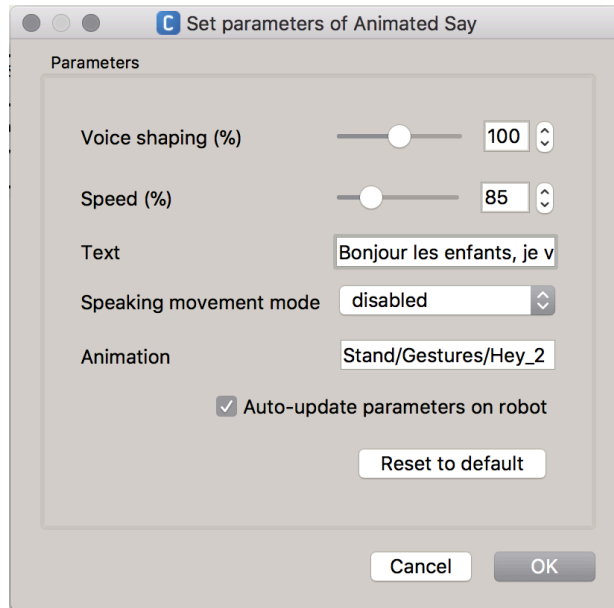 C Set parameters of Animated Say
Parameters
Voice shaping (%) 100
Speed (%) 85
Text Bonjour les enfants, je v
Speaking movement mode disabled
Animation Stand/Gestures/Hey_2
Auto-update parameters on robot
Reset to default
Cancel OK